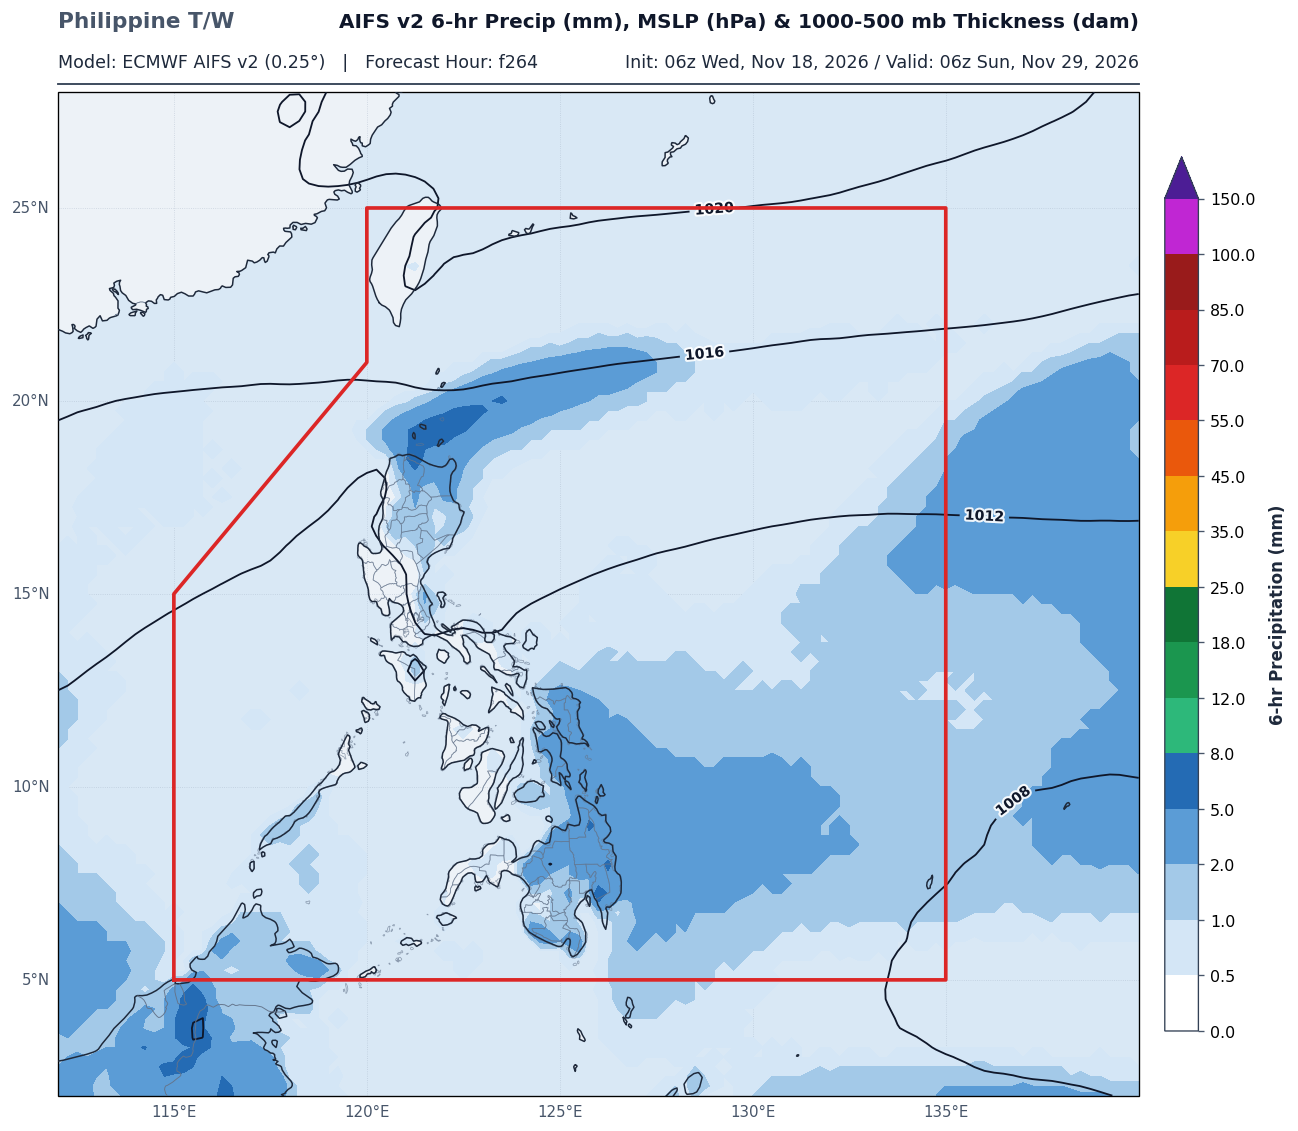 Philippine T/W
AIFS v2 6-hr Precip (mm), MSLP (hPa) & 1000-500 mb Thickness (dam)
Model: ECMWF AIFS v2 (0.25°) | Forecast Hour: f264
Init: 06z Wed, Nov 18, 2026 / Valid: 06z Sun, Nov 29, 2026
25°N
20°N
15°N
10°N
5°N
115°E
120°E
125°E
130°E
135°E
1020
1016
1012
1008
150.0
100.0
85.0
70.0
55.0
45.0
35.0
25.0
18.0
12.0
8.0
5.0
2.0
1.0
0.5
0.0
6-hr Precipitation (mm)